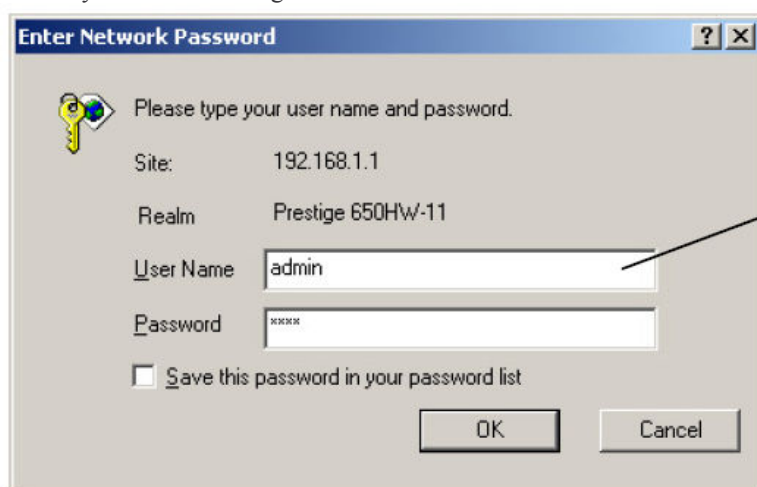 Enter Network Password
? X
Please type your user name and password.
Site: 192.168.1.1
Realm Prestige 650HW-11
User Name admin
Password ××××
Save this password in your password list
OK Cancel